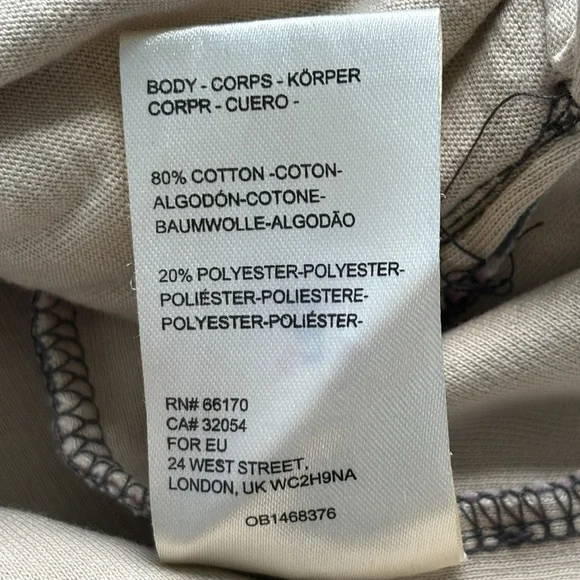 BODY - CORPS - KÖRPER
CORPR - CUERO -
80% COTTON -COTON-
ALGODÓN-COTONE-
BAUMWOLLE-ALGODÃO
20% POLYESTER-POLYESTER-
POLIÉSTER-POLIESTERE-
POLYESTER-POLIÉSTER-
RN# 66170
CA# 32054
FOR EU
24 WEST STREET,
LONDON, UK WC2H9NA
OB1468376